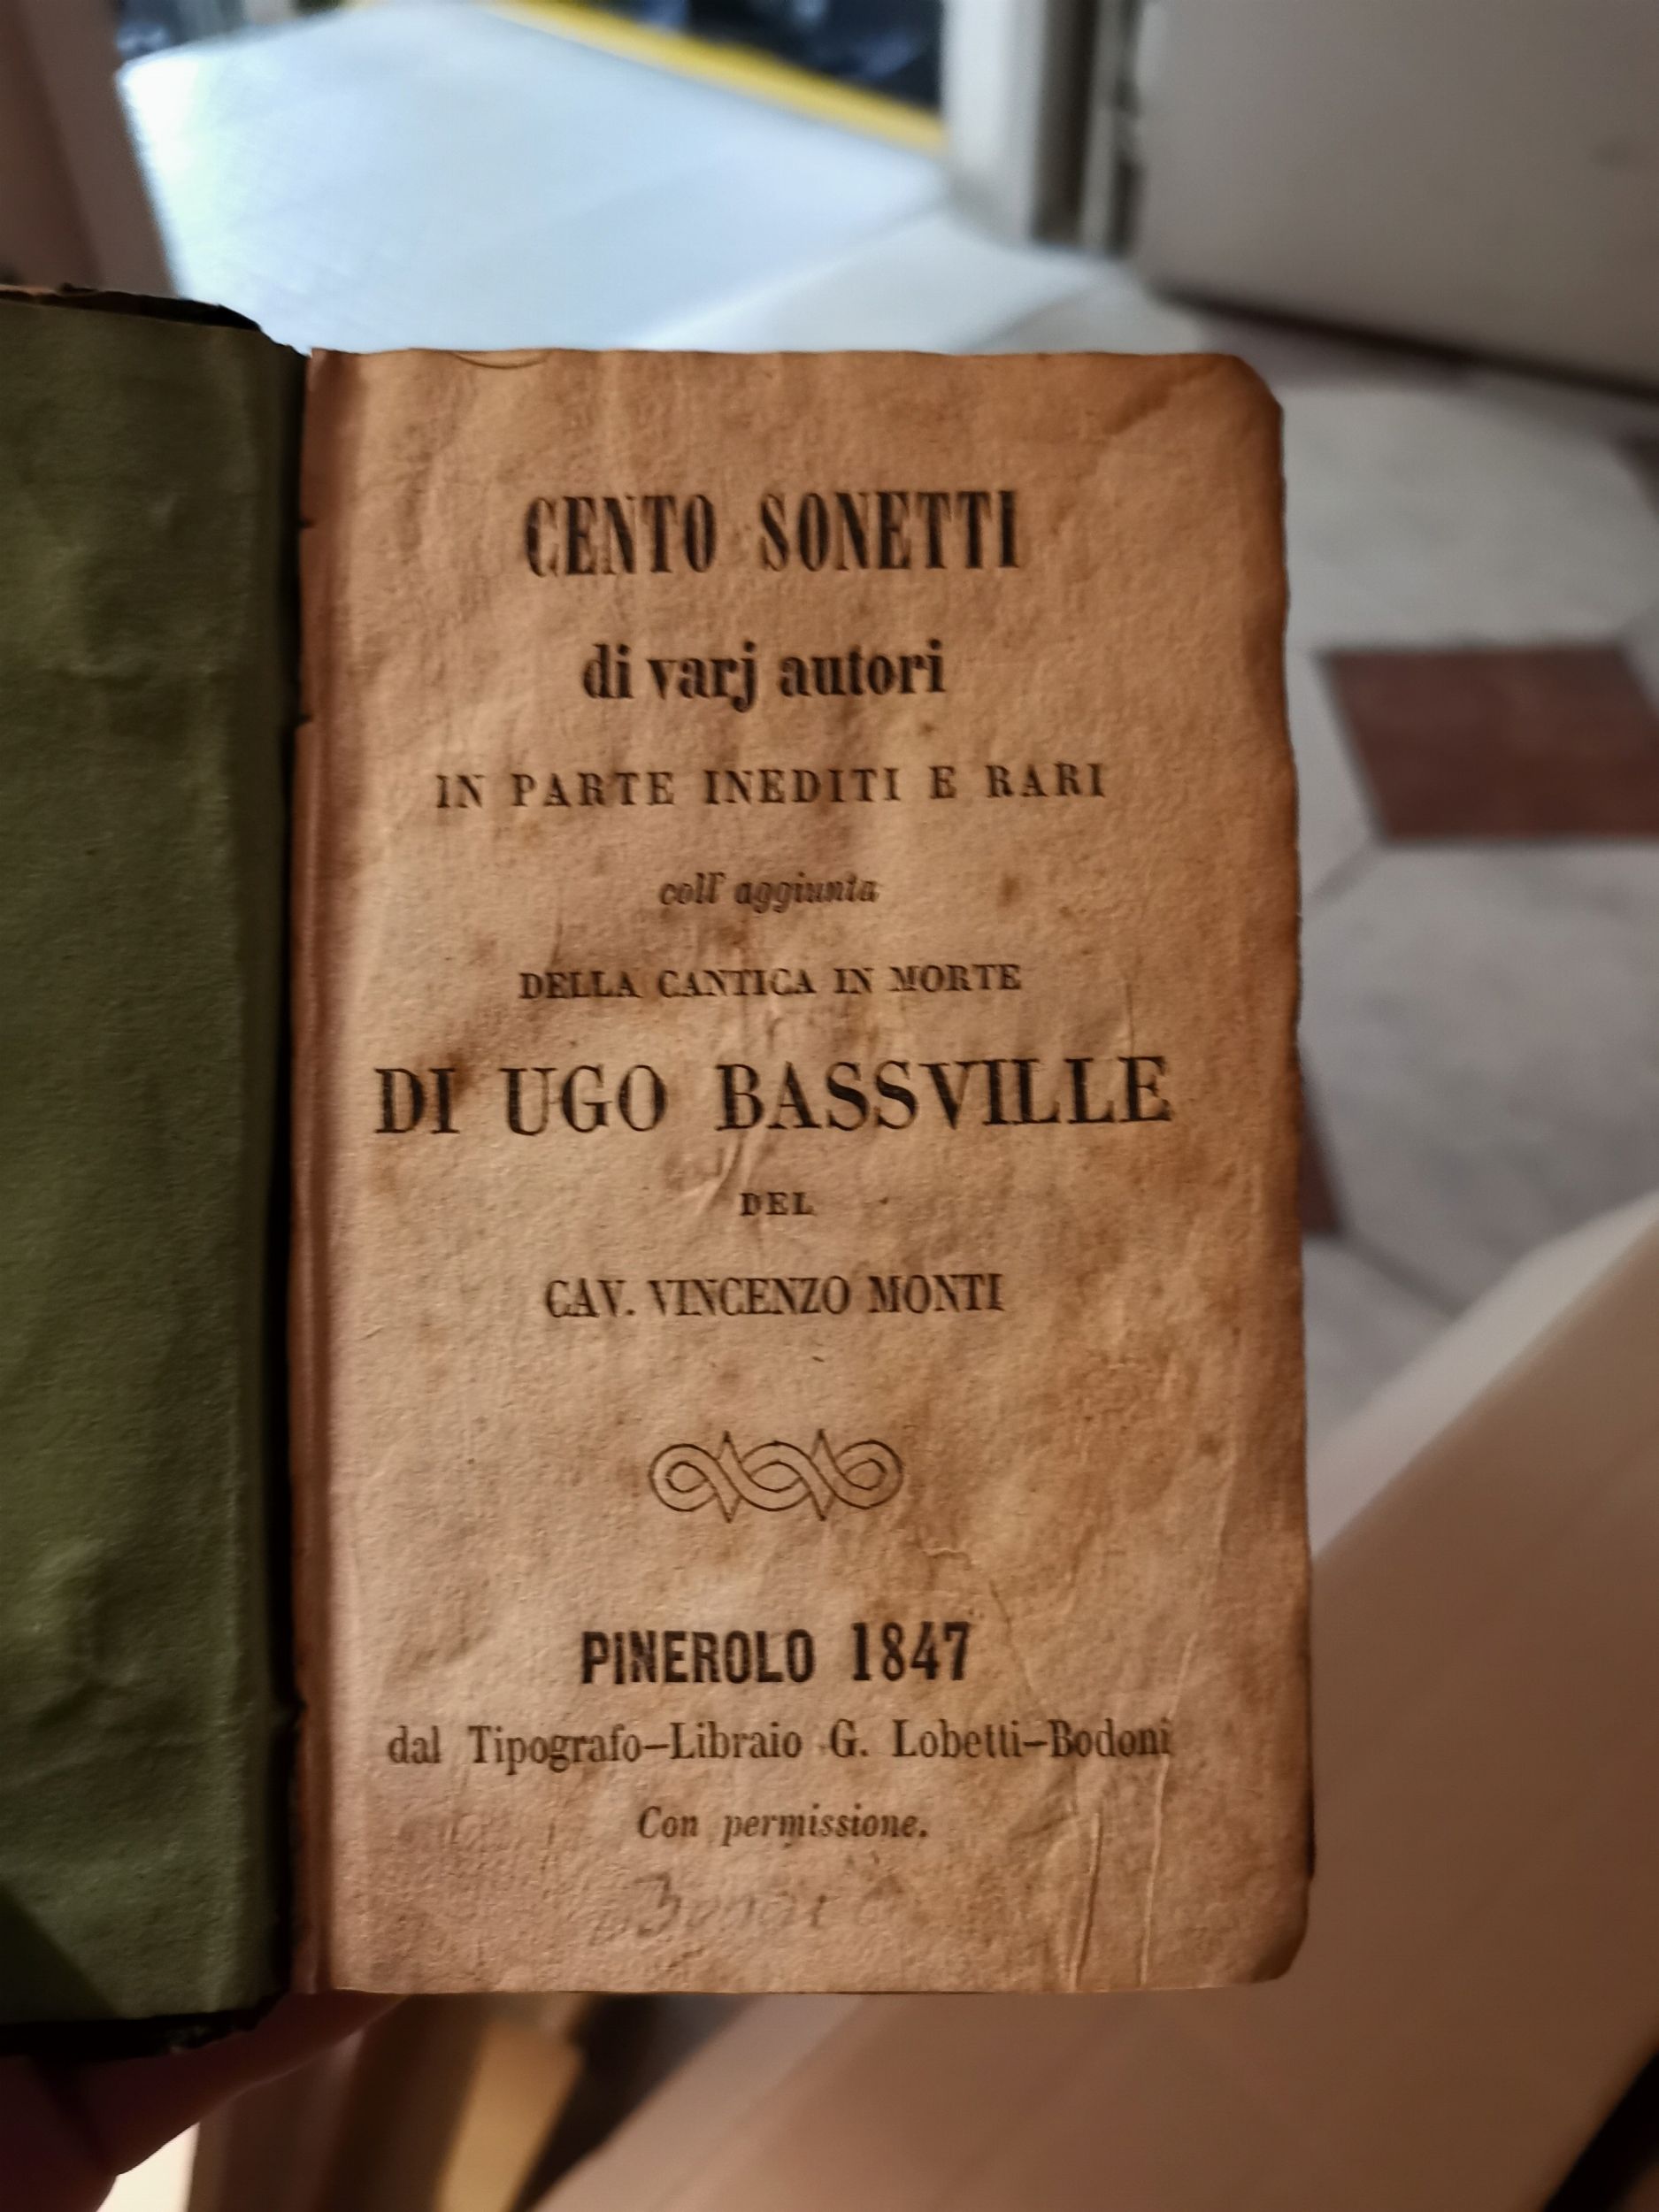 CENTO SONETTI
di varj autori
IN PARTE INEDITI E RARI
coll' aggiunta
DELLA CANTICA IN MORTE
DI UGO BASSVILLE
DEL
CAV. VINCENZO MONTI
PINEROLO 1847
dal Tipografo-Libraio G. Lobetti-Bodoni
Con permissione.